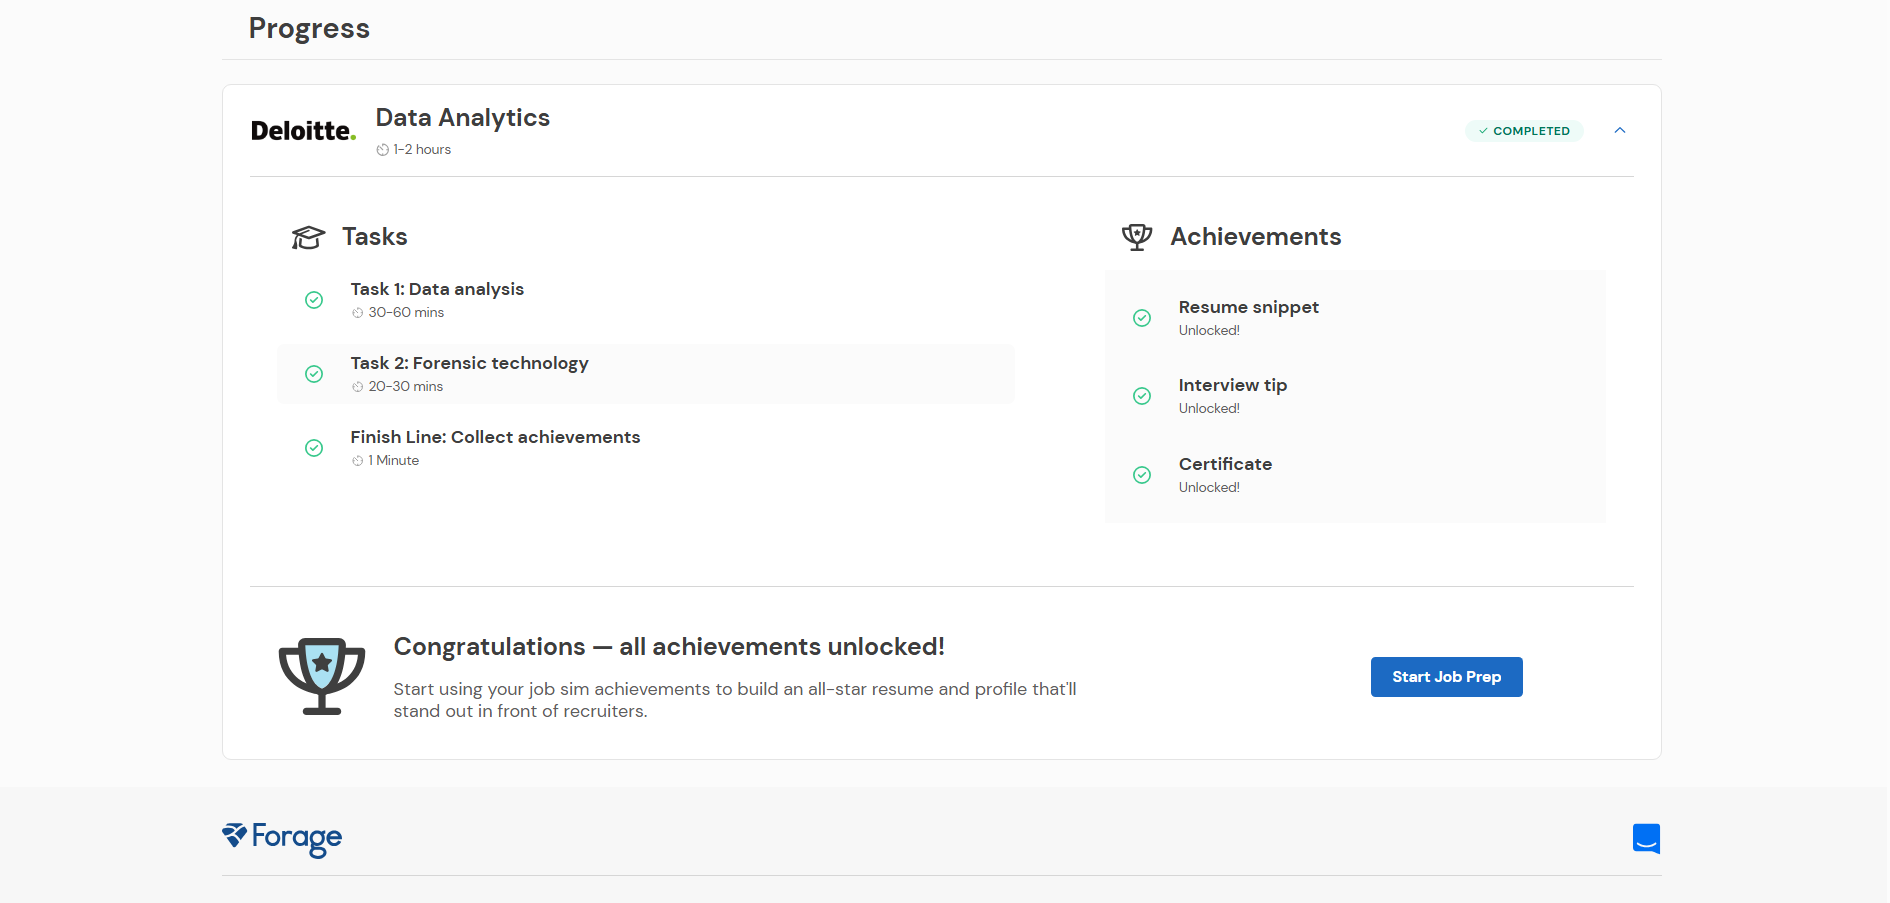 Progress
Deloitte.
Data Analytics
1-2 hours
COMPLETED
Tasks
Task 1: Data analysis
30-60 mins
Task 2: Forensic technology
20-30 mins
Finish Line: Collect achievements
1 Minute
Achievements
Resume snippet
Unlocked!
Interview tip
Unlocked!
Certificate
Unlocked!
Congratulations — all achievements unlocked!
Start using your job sim achievements to build an all-star resume and profile that'll
stand out in front of recruiters.
Start Job Prep
Forage